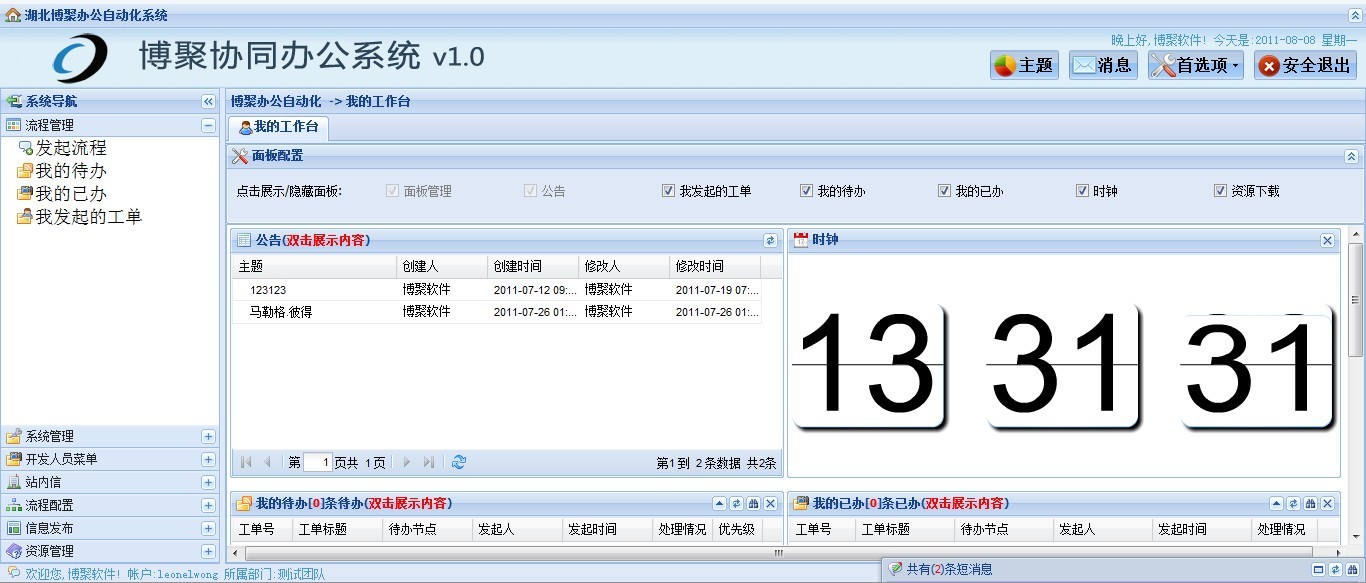 湖北博聚办公自动化系统
博聚协同办公系统 v1.0
晚上好,博聚软件! 今天是:2011-08-08 星期一
主题 消息 首选项 安全退出
系统导航
流程管理
发起流程
我的待办
我的已办
我发起的工单
系统管理
开发人员菜单
站内信
流程配置
信息发布
资源管理
博聚办公自动化 -> 我的工作台
我的工作台
面板配置
点击展示/隐藏面板: 面板管理 公告 我发起的工单 我的待办 我的已办 时钟 资源下载
公告(双击展示内容)
主题 创建人 创建时间 修改人 修改时间
123123 博聚软件 2011-07-12 09:... 博聚软件 2011-07-19 07:...
马勒格.彼得 博聚软件 2011-07-26 01:... 博聚软件 2011-07-26 01:...
第 1 页共 1页 第1到 2条数据 共2条
时钟
13 31 31
我的待办[0]条待办(双击展示内容)
工单号 工单标题 待办节点 发起人 发起时间 处理情况 优先级
我的已办[0]条已办(双击展示内容)
工单号 工单标题 待办节点 发起人 发起时间 处理情况
欢迎您,博聚软件! 帐户:leonelwong 所属部门:测试团队
共有(2)条短消息